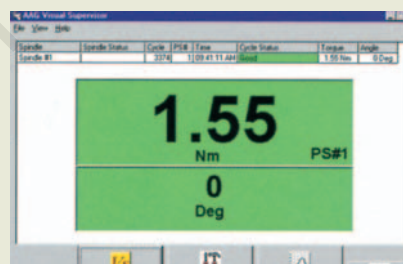 AAG Visual Supervisor
File View Help
Spindle Spindle Status Cycle PS# Time Cycle Status Torque Angle
Spindle #1 3374 1 09:41:11 AM Good 1.55 Nm 0 Deg
1.55
Nm PS#1
0
Deg